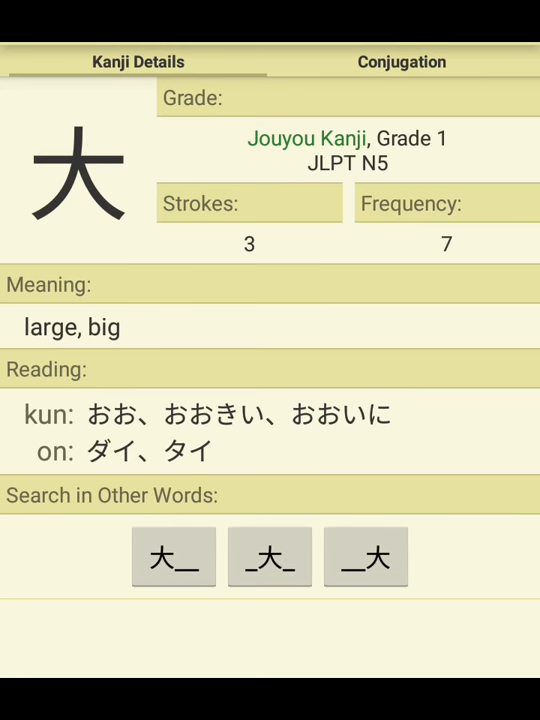 Kanji Details
Conjugation
大
Grade:
Jouyou Kanji, Grade 1
JLPT N5
Strokes:
Frequency:
3
7
Meaning:
large, big
Reading:
kun: おお、おおきい、おおいに
on: ダイ、タイ
Search in Other Words:
大__
_大_
__大